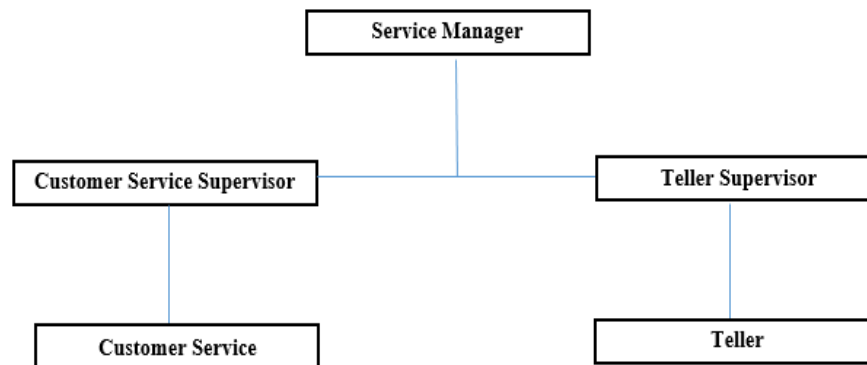 Service Manager
Customer Service Supervisor
Teller Supervisor
Customer Service
Teller